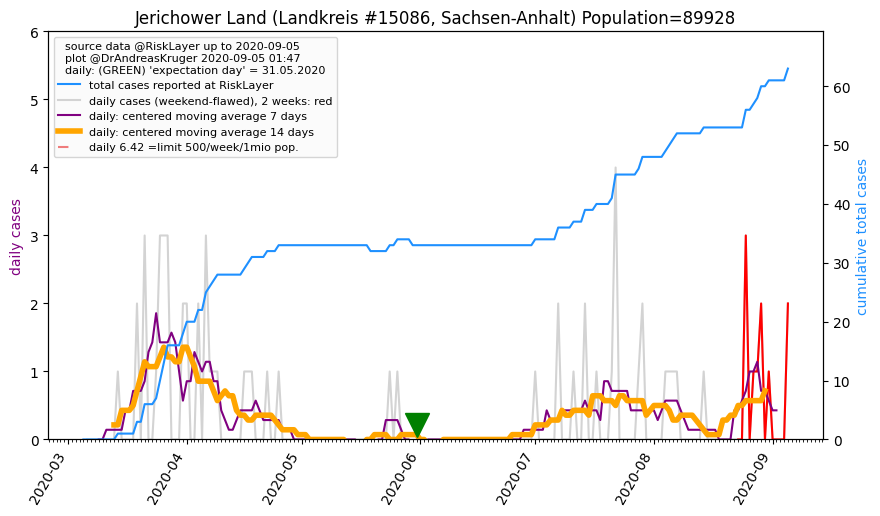 Jerichower Land (Landkreis #15086, Sachsen-Anhalt) Population=89928
source data @RiskLayer up to 2020-09-05
plot @DrAndreasKruger 2020-09-05 01:47
daily: (GREEN) 'expectation day' = 31.05.2020
total cases reported at RiskLayer
daily cases (weekend-flawed), 2 weeks: red
daily: centered moving average 7 days
daily: centered moving average 14 days
daily 6.42 =limit 500/week/1mio pop.
daily cases
6
5
4
3
2
1
0
cumulative total cases
60
50
40
30
20
10
0
2020-03
2020-04
2020-05
2020-06
2020-07
2020-08
2020-09